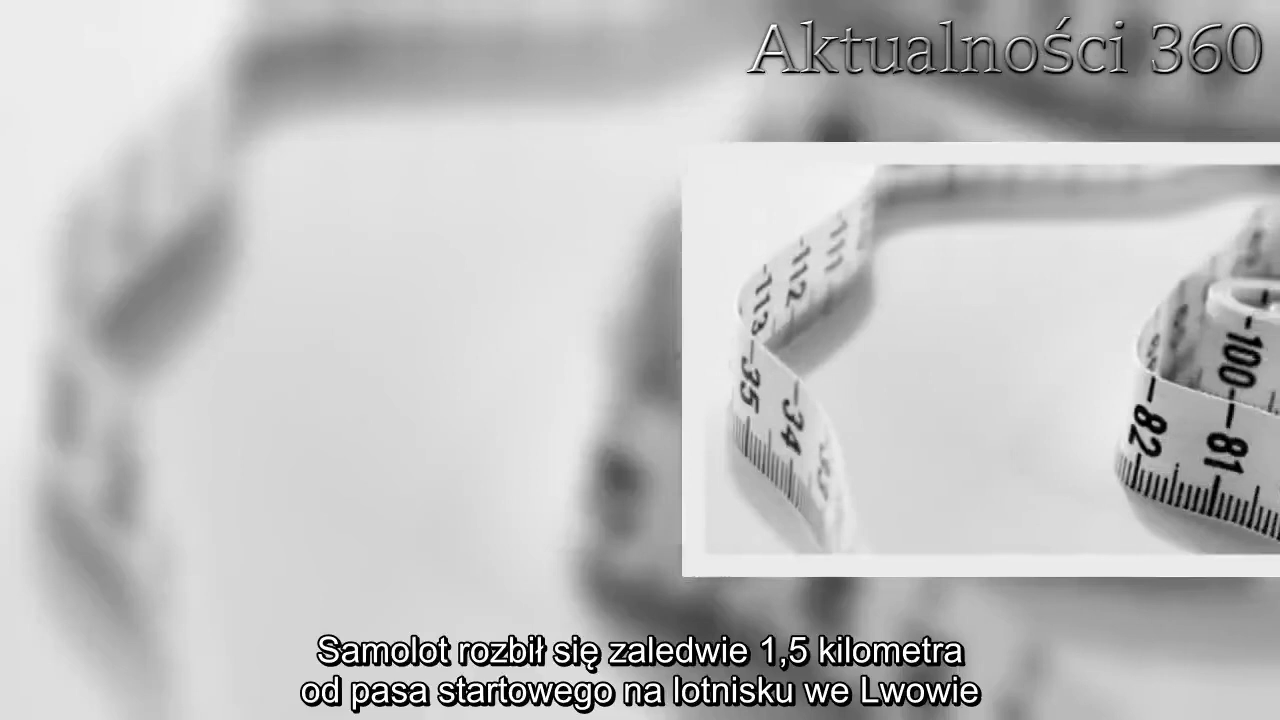 Aktualności 360
111
112
113
35
34
100
82
81
Samolot rozbił się zaledwie 1,5 kilometra
od pasa startowego na lotnisku we Lwowie